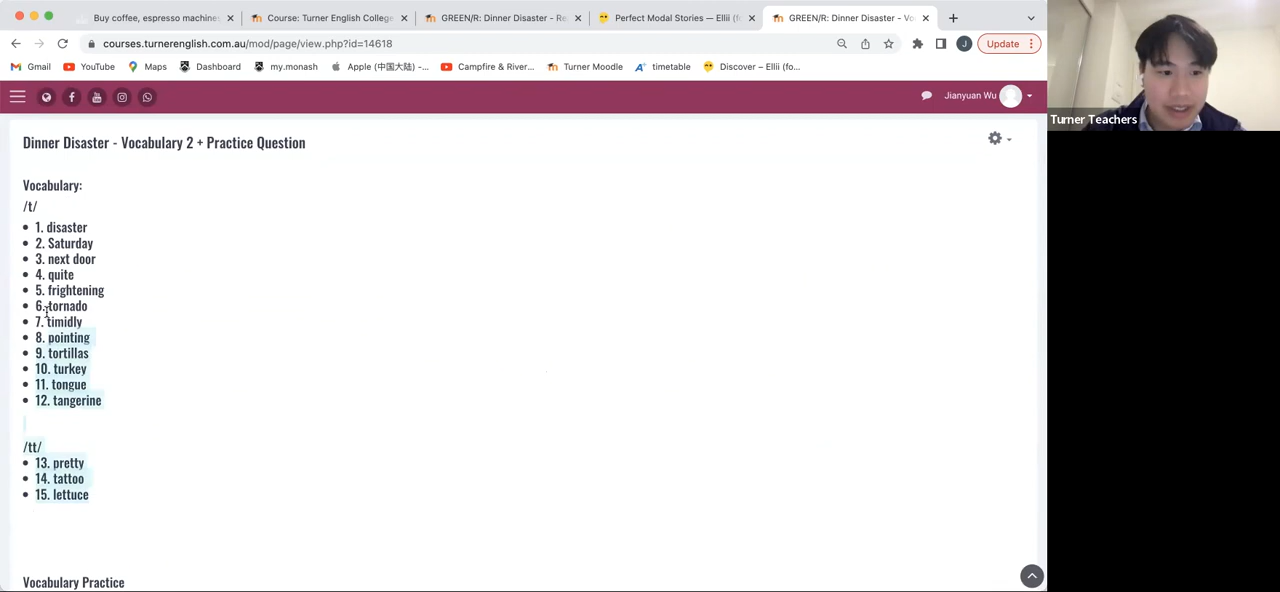 Buy coffee, espresso machine
Course: Turner English College
GREEN/R: Dinner Disaster - Re
Perfect Modal Stories — Ellii (f
GREEN/R: Dinner Disaster - Vo
courses.turnerenglish.com.au/mod/page/view.php?id=14618
Update
Gmail
YouTube
Maps
Dashboard
my.monash
Apple (中国大陆) -...
Campfire & River...
Turner Moodle
timetable
Discover – Ellii (fo...
Jianyuan Wu
Turner Teachers
Dinner Disaster - Vocabulary 2 + Practice Question
Vocabulary:
/t/
1. disaster
2. Saturday
3. next door
4. quite
5. frightening
6. tornado
7. timidly
8. pointing
9. tortillas
10. turkey
11. tongue
12. tangerine
/tt/
13. pretty
14. tattoo
15. lettuce
Vocabulary Practice